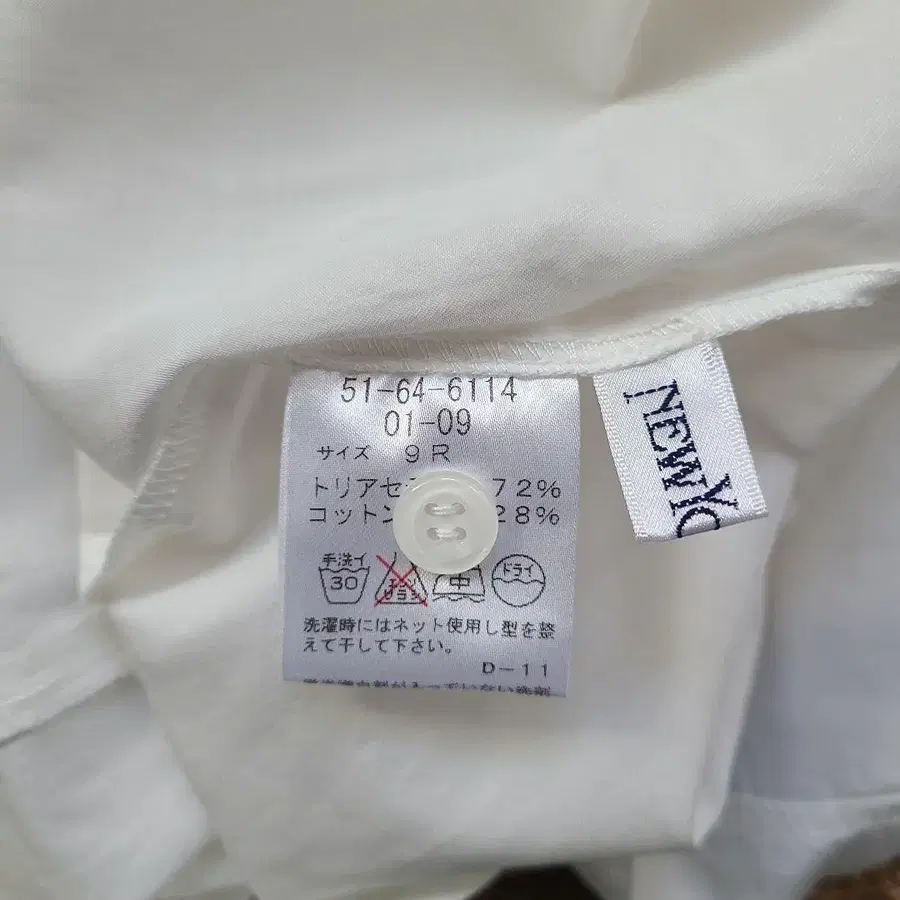 51-64-6114
01-09
サイズ 9R
トリアセ 72%
コットン 28%
手洗イ 30 中 ドライ
洗濯時にはネット使用し型を整
えて干して下さい。
D-11
NEWYO